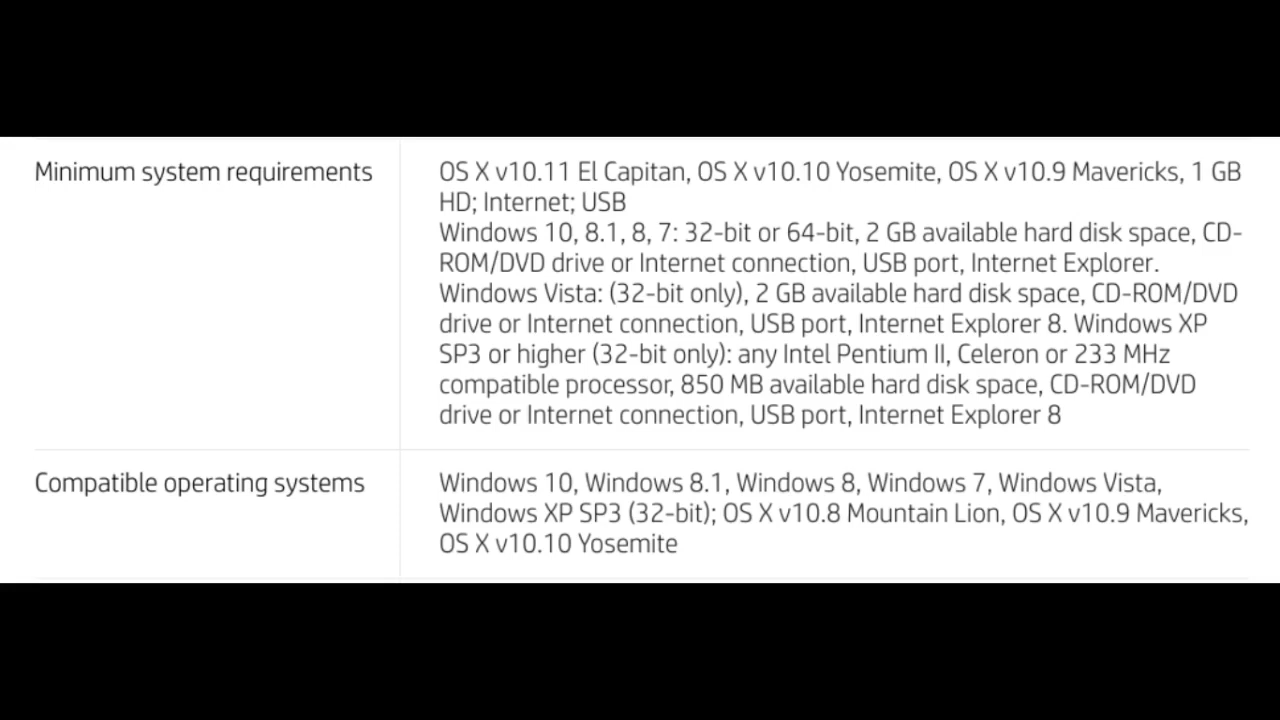 Minimum system requirements
OS X v10.11 El Capitan, OS X v10.10 Yosemite, OS X v10.9 Mavericks, 1 GB
HD; Internet; USB
Windows 10, 8.1, 8, 7: 32-bit or 64-bit, 2 GB available hard disk space, CD-
ROM/DVD drive or Internet connection, USB port, Internet Explorer.
Windows Vista: (32-bit only), 2 GB available hard disk space, CD-ROM/DVD
drive or Internet connection, USB port, Internet Explorer 8. Windows XP
SP3 or higher (32-bit only): any Intel Pentium II, Celeron or 233 MHz
compatible processor, 850 MB available hard disk space, CD-ROM/DVD
drive or Internet connection, USB port, Internet Explorer 8
Compatible operating systems
Windows 10, Windows 8.1, Windows 8, Windows 7, Windows Vista,
Windows XP SP3 (32-bit); OS X v10.8 Mountain Lion, OS X v10.9 Mavericks,
OS X v10.10 Yosemite